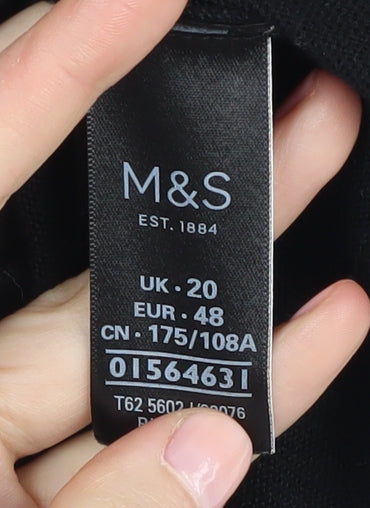 M&S
EST. 1884
UK · 20
EUR · 48
CN · 175/108A
01564631
T62 5602